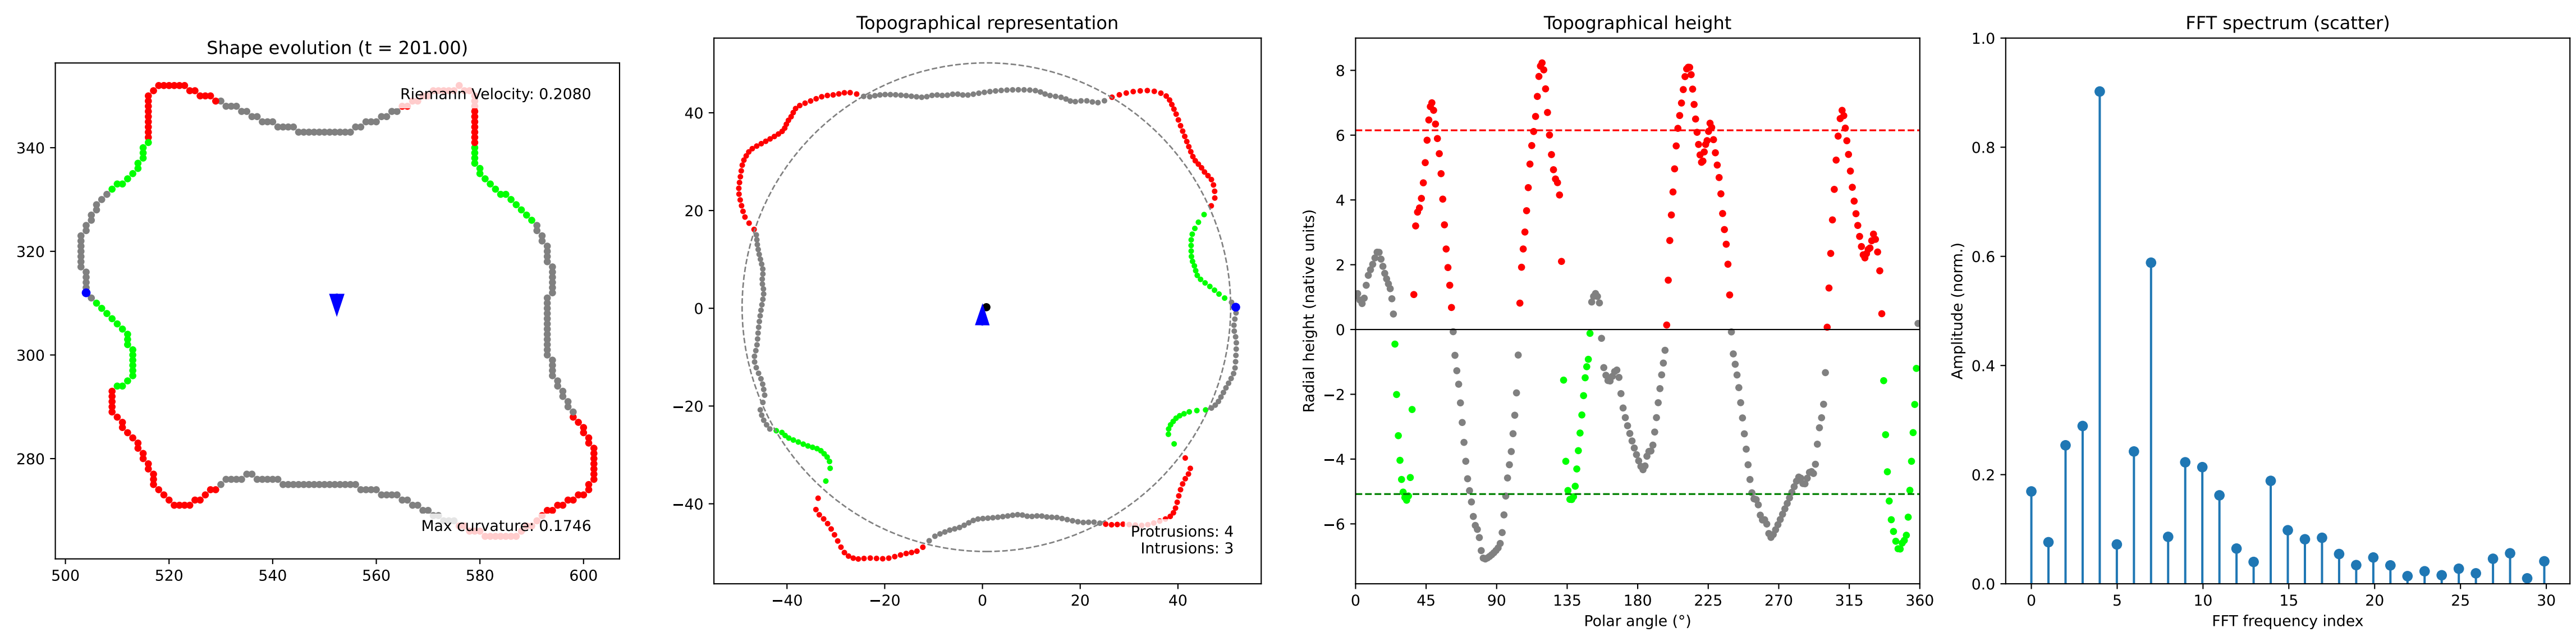 Shape evolution (t = 201.00)
Riemann Velocity: 0.2080
Max curvature: 0.1746
340
320
300
280
500 520 540 560 580 600
Topographical representation
Protrusions: 4
Intrusions: 3
40
20
0
−20
−40
−40 −20 0 20 40
Topographical height
Radial height (native units)
8
6
4
2
0
−2
−4
−6
0 45 90 135 180 225 270 315 360
Polar angle (°)
FFT spectrum (scatter)
Amplitude (norm.)
1.0
0.8
0.6
0.4
0.2
0.0
0 5 10 15 20 25 30
FFT frequency index